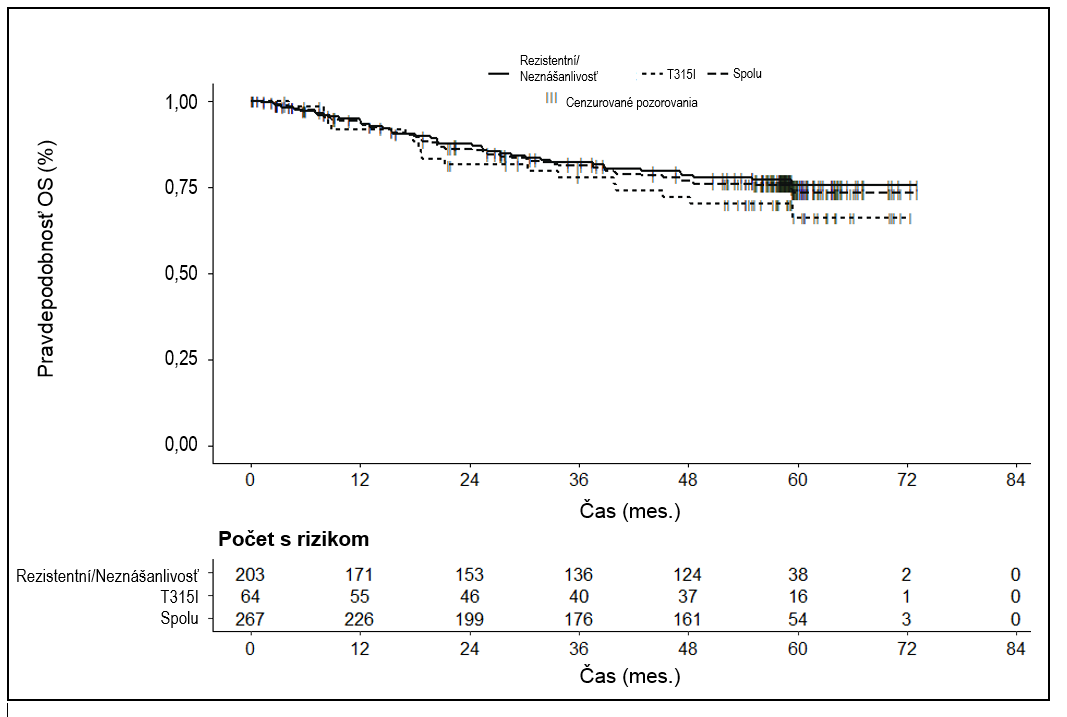 Rezistentní/
Neznášanlivosť
T315I
Spolu
Cenzurované pozorovania
Pravdepodobnosť OS (%)
1,00
0,75
0,50
0,25
0,00
0 12 24 36 48 60 72 84
Čas (mes.)
Počet s rizikom
Rezistentní/Neznášanlivosť 203 171 153 136 124 38 2 0
T315I 64 55 46 40 37 16 1 0
Spolu 267 226 199 176 161 54 3 0
0 12 24 36 48 60 72 84
Čas (mes.)